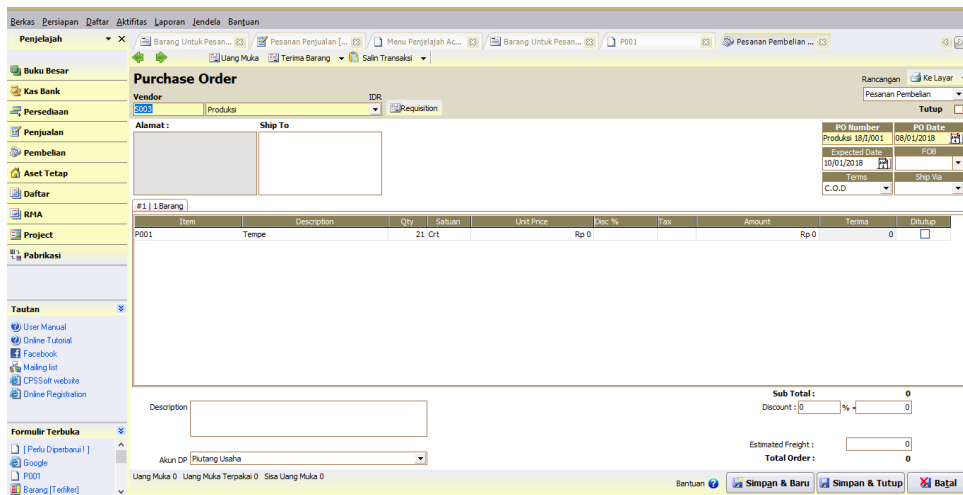 Berkas Persiapan Daftar Aktifitas Laporan Jendela Bantuan
Penjelajah
Barang Untuk Pesan... Pesanan Penjualan [... Menu Penjelajah Ac... Barang Untuk Pesan... P001 Pesanan Pembelian ...
Uang Muka Terima Barang Salin Transaksi
Buku Besar
Kas Bank
Persediaan
Penjualan
Pembelian
Aset Tetap
Daftar
RMA
Project
Pabrikasi
Tautan
User Manual
Online Tutorial
Facebook
Mailing list
CPSSoft website
Online Registration
Formulir Terbuka
[ Perlu Diperbarui ! ]
Google
P001
Barang [Terfilter]
Purchase Order
Rancangan Ke Layar
Pesanan Pembelian
Tutup
Vendor IDR
S003 Produksi Requisition
Alamat : Ship To
PO Number PO Date
Produksi 18/I/001 08/01/2018
Expected Date FOB
10/01/2018
Terms Ship Via
C.O.D
#1 | 1 Barang
Item Description Qty Satuan Unit Price Disc % Tax Amount Terima Ditutup
P001 Tempe 21 Crt Rp 0 Rp 0 0
Sub Total : 0
Description Discount : 0 % = 0
Estimated Freight : 0
Akun DP Piutang Usaha Total Order : 0
Uang Muka 0 Uang Muka Terpakai 0 Sisa Uang Muka 0
Bantuan Simpan & Baru Simpan & Tutup Batal